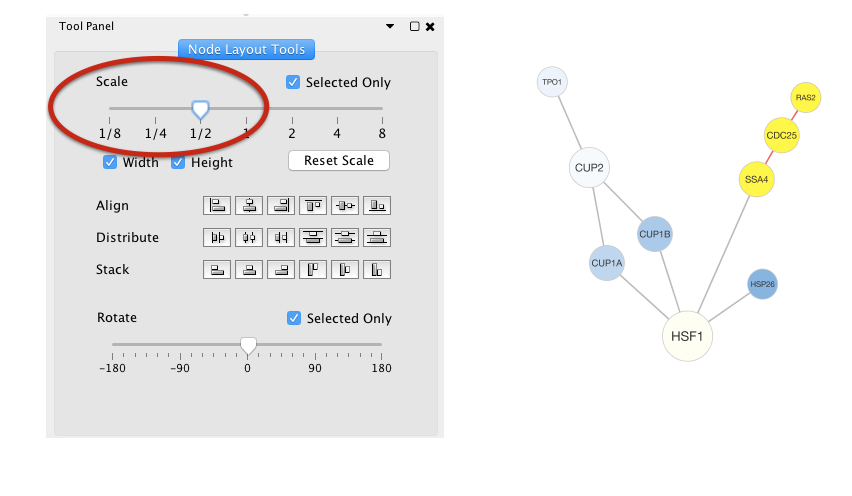 Tool Panel
Node Layout Tools
Scale
Selected Only
1/8 1/4 1/2 1 2 4 8
Width Height Reset Scale
Align
Distribute
Stack
Rotate
Selected Only
-180 -90 0 90 180
TPO1
RAS2
CDC25
CUP2
SSA4
CUP1B
CUP1A
HSP26
HSF1